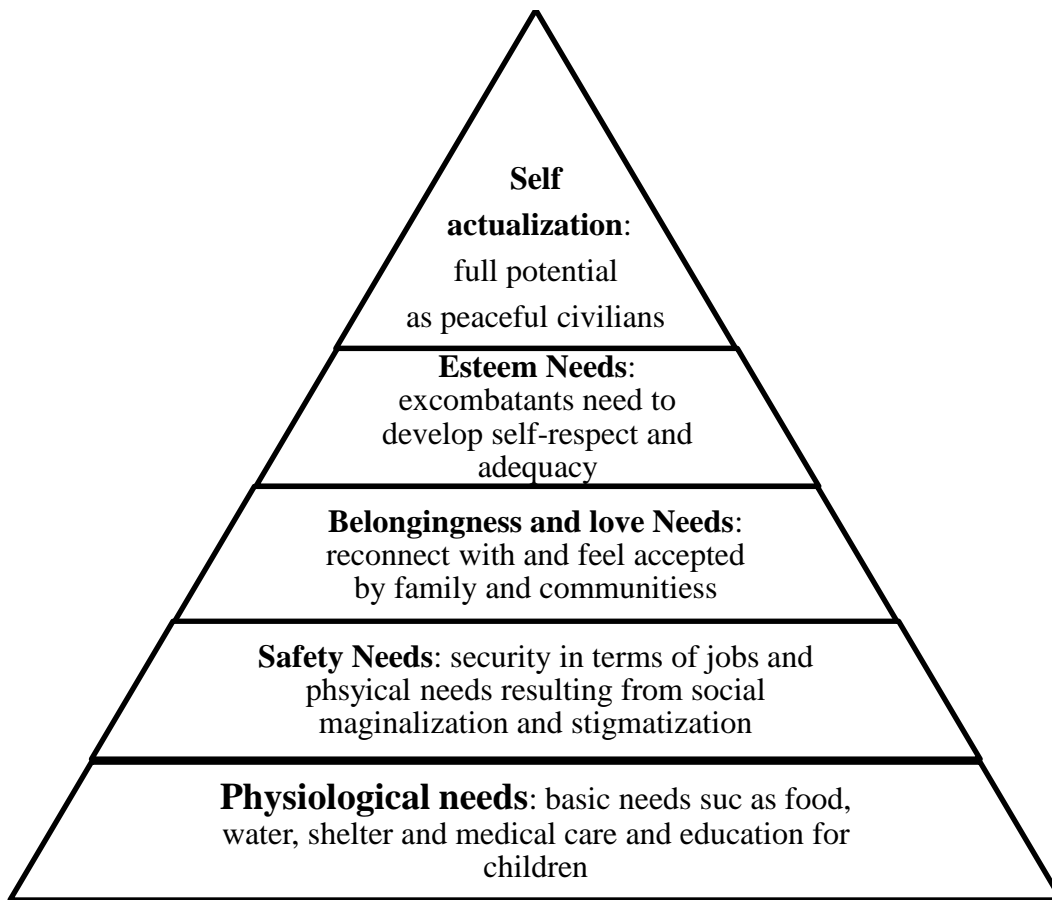 Self
actualization:
full potential
as peaceful civilians
Esteem Needs:
excombatants need to
develop self-respect and
adequacy
Belongingness and love Needs:
reconnect with and feel accepted
by family and communitiess
Safety Needs: security in terms of jobs and
phsyical needs resulting from social
maginalization and stigmatization
Physiological needs: basic needs suc as food,
water, shelter and medical care and education for
children